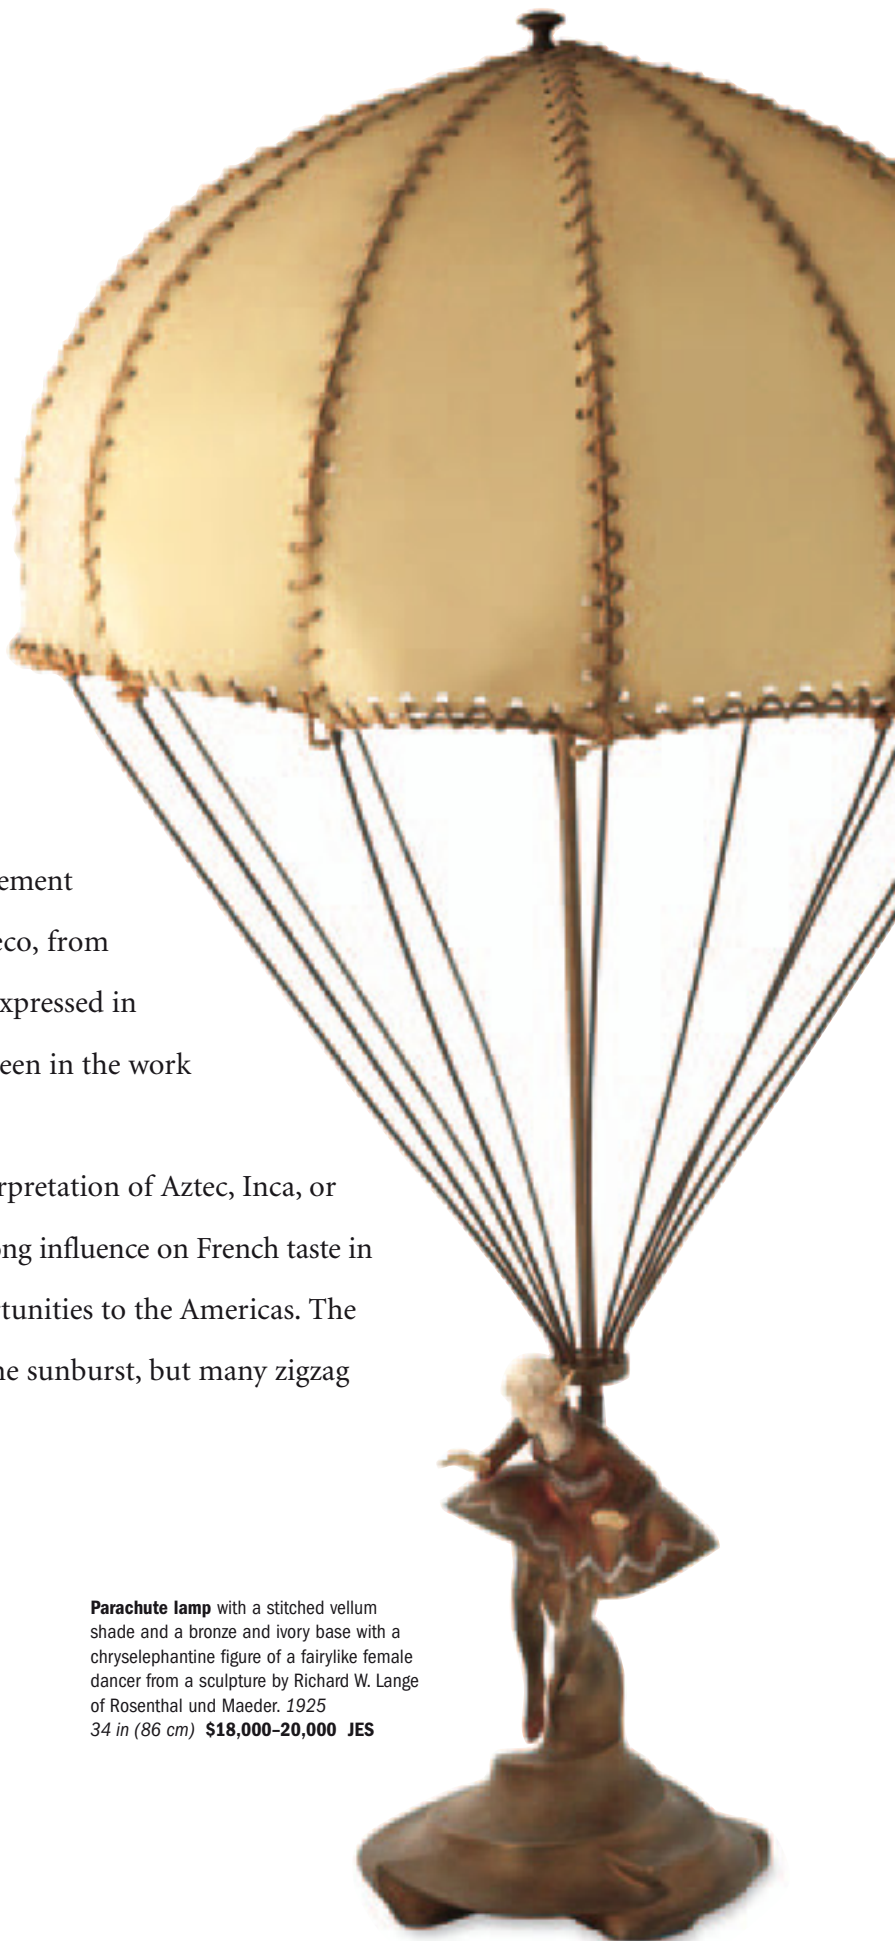 ement
eco, from
xpressed in
een in the work
rpretation of Aztec, Inca, or
ong influence on French taste in
tunities to the Americas. The
ne sunburst, but many zigzag
Parachute lamp with a stitched vellum
shade and a bronze and ivory base with a
chryselephantine figure of a fairylike female
dancer from a sculpture by Richard W. Lange
of Rosenthal und Maeder. 1925
34 in (86 cm) $18,000–20,000 JES